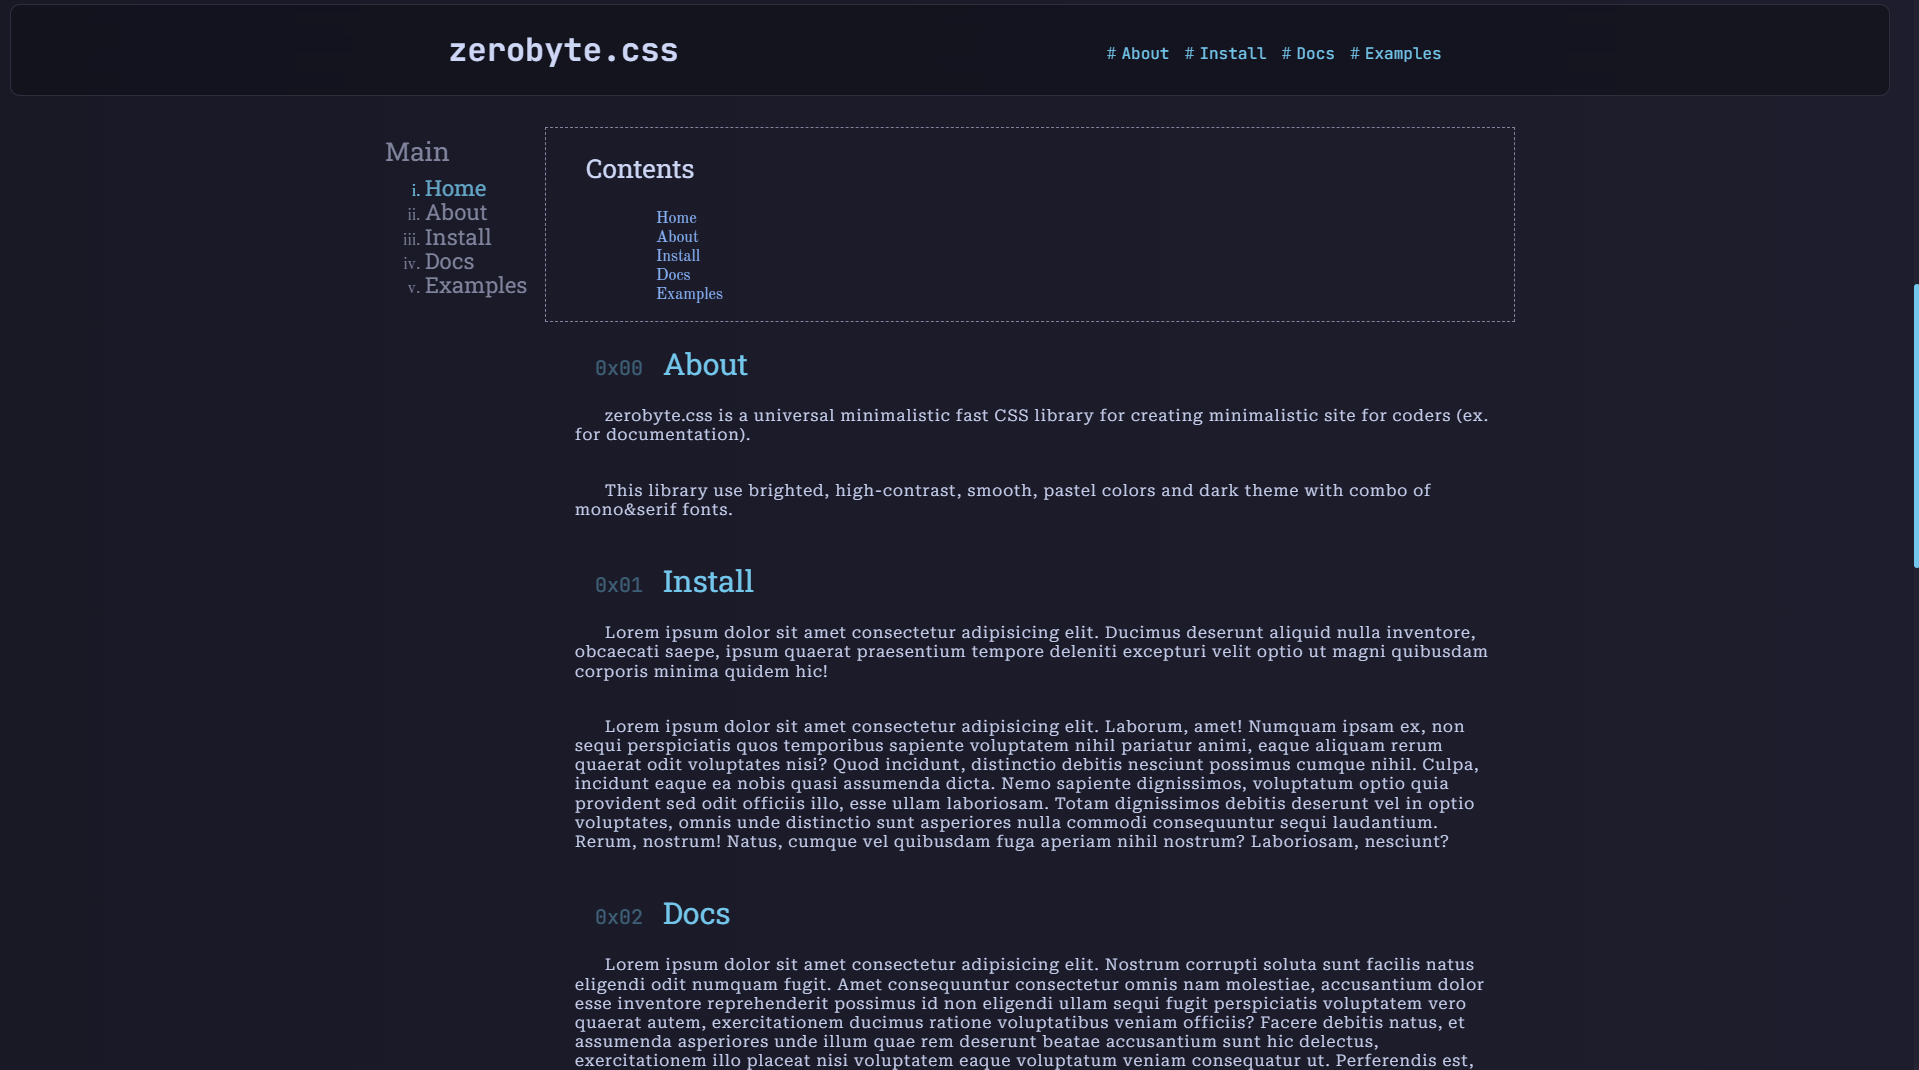 zerobyte.css
# About # Install # Docs # Examples
Main
i. Home
ii. About
iii. Install
iv. Docs
v. Examples
Contents
Home
About
Install
Docs
Examples
0x00 About
zerobyte.css is a universal minimalistic fast CSS library for creating minimalistic site for coders (ex.
for documentation).
This library use brighted, high-contrast, smooth, pastel colors and dark theme with combo of
mono&serif fonts.
0x01 Install
Lorem ipsum dolor sit amet consectetur adipisicing elit. Ducimus deserunt aliquid nulla inventore,
obcaecati saepe, ipsum quaerat praesentium tempore deleniti excepturi velit optio ut magni quibusdam
corporis minima quidem hic!
Lorem ipsum dolor sit amet consectetur adipisicing elit. Laborum, amet! Numquam ipsam ex, non
sequi perspiciatis quos temporibus sapiente voluptatem nihil pariatur animi, eaque aliquam rerum
quaerat odit voluptates nisi? Quod incidunt, distinctio debitis nesciunt possimus cumque nihil. Culpa,
incidunt eaque ea nobis quasi assumenda dicta. Nemo sapiente dignissimos, voluptatum optio quia
provident sed odit officiis illo, esse ullam laboriosam. Totam dignissimos debitis deserunt vel in optio
voluptates, omnis unde distinctio sunt asperiores nulla commodi consequuntur sequi laudantium.
Rerum, nostrum! Natus, cumque vel quibusdam fuga aperiam nihil nostrum? Laboriosam, nesciunt?
0x02 Docs
Lorem ipsum dolor sit amet consectetur adipisicing elit. Nostrum corrupti soluta sunt facilis natus
eligendi odit numquam fugit. Amet consequuntur consectetur omnis nam molestiae, accusantium dolor
esse inventore reprehenderit possimus id non eligendi ullam sequi fugit perspiciatis voluptatem vero
quaerat autem, exercitationem ducimus ratione voluptatibus veniam officiis? Facere debitis natus, et
assumenda asperiores unde illum quae rem deserunt beatae accusantium sunt hic delectus,
exercitationem illo placeat nisi voluptatem eaque voluptatum veniam consequatur ut. Perferendis est,